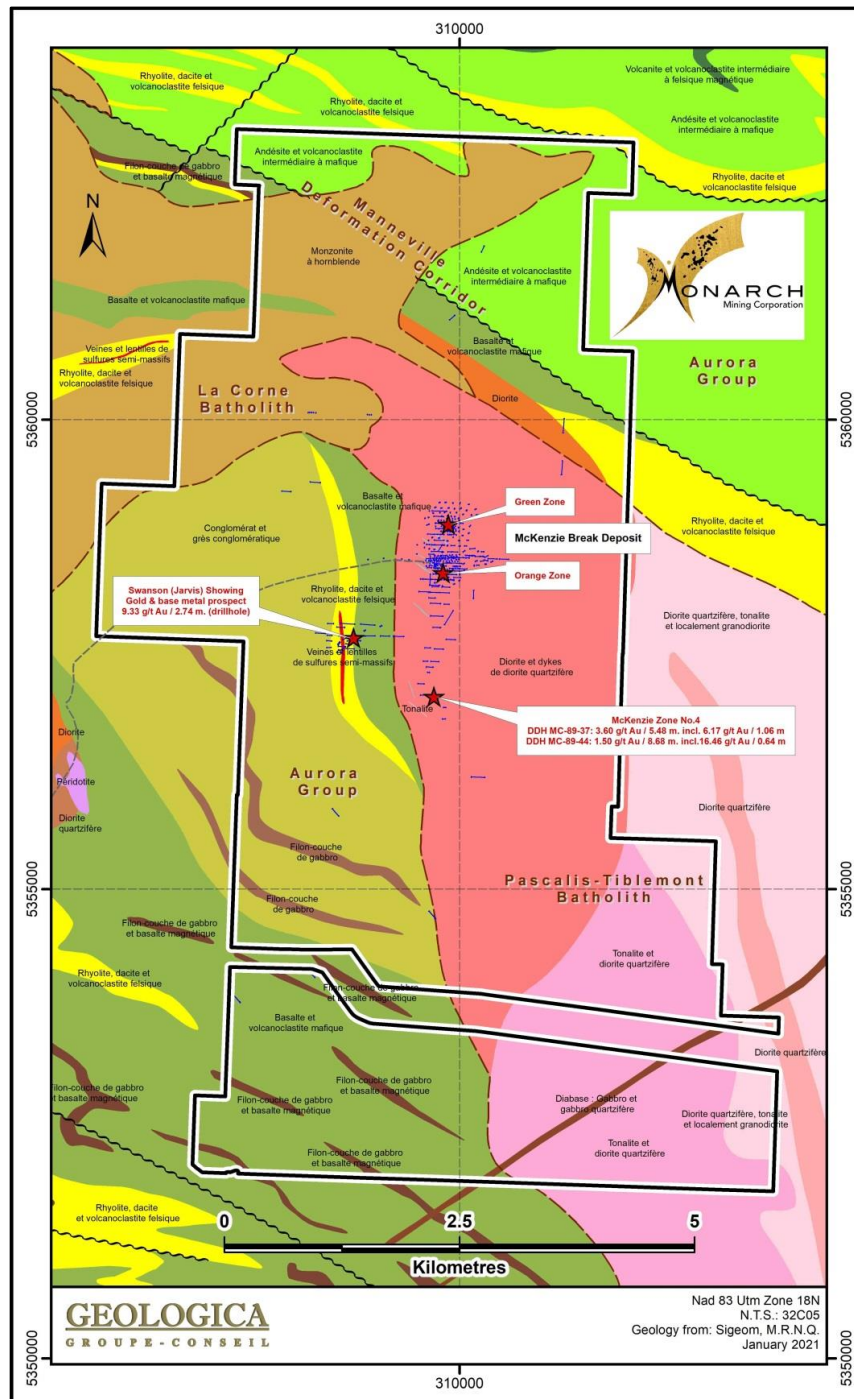 310000
Rhyolite, dacite et
volcanoclastite felsique
Volcanite et volcanoclastite intermédiaire
à felsique magnétique
Rhyolite, dacite et
volcanoclastite felsique
Andésite et volcanoclastite
intermédiaire à mafique
Andésite et volcanoclastite
intermédiaire à mafique
Filon-couche de gabbro
et basalte magnétique
Rhyolite, dacite et
volcanoclastite felsique
N
Manneville
Deformation Corridor
Monzonite
à hornblende
Andésite et volcanoclastite
intermédiaire à mafique
MONARCH
Mining Corporation
Basalte et volcanoclastite mafique
Veines et lentilles de
sulfures semi-massifs
Rhyolite, dacite et
volcanoclastite felsique
Basalte et
volcanoclastite mafique
Aurora
Group
La Corne
Batholith
Diorite
5360000
5360000
Basalte et
volcanoclastite mafique
Green Zone
Conglomérat et
grès conglomératique
McKenzie Break Deposit
Rhyolite, dacite et
volcanoclastite felsique
Orange Zone
Rhyolite, dacite et
volcanoclastite felsique
Swanson (Jarvis) Showing
Gold & base metal prospect
9.33 g/t Au / 2.74 m. (drillhole)
Diorite quartzifère, tonalite
et localement granodiorite
Veines et lentilles
de sulfures semi-massifs
Diorite et dykes
de diorite quartzifère
Tonalite
McKenzie Zone No.4
DDH MC-89-37: 3.60 g/t Au / 5.48 m. incl. 6.17 g/t Au / 1.06 m
DDH MC-89-44: 1.50 g/t Au / 8.68 m. incl.16.46 g/t Au / 0.64 m
Diorite
Péridotite
Diorite
quartzifère
Aurora
Group
Diorite quartzifère
Filon-couche
de gabbro
Filon-couche
de gabbro
Pascalis-Tiblemont
Batholith
5355000
5355000
Filon-couche de gabbro
et basalte magnétique
Tonalite et
diorite quartzifère
Rhyolite, dacite et
volcanoclastite felsique
Filon-couche de gabbro
et basalte magnétique
Basalte et
volcanoclastite mafique
Diorite quartzifère
Filon-couche de gabbro
et basalte magnétique
Filon-couche de gabbro
et basalte magnétique
Filon-couche de gabbro
et basalte magnétique
Diabase : Gabbro et
gabbro quartzifère
Diorite quartzifère, tonalite
et localement granodiorite
Filon-couche de gabbro
et basalte magnétique
Tonalite et
diorite quartzifère
Rhyolite, dacite et
volcanoclastite felsique
0 2.5 5
Kilometres
GEOLOGICA
GROUPE-CONSEIL
Nad 83 Utm Zone 18N
N.T.S.: 32C05
Geology from: Sigeom, M.R.N.Q.
January 2021
5350000
5350000
310000